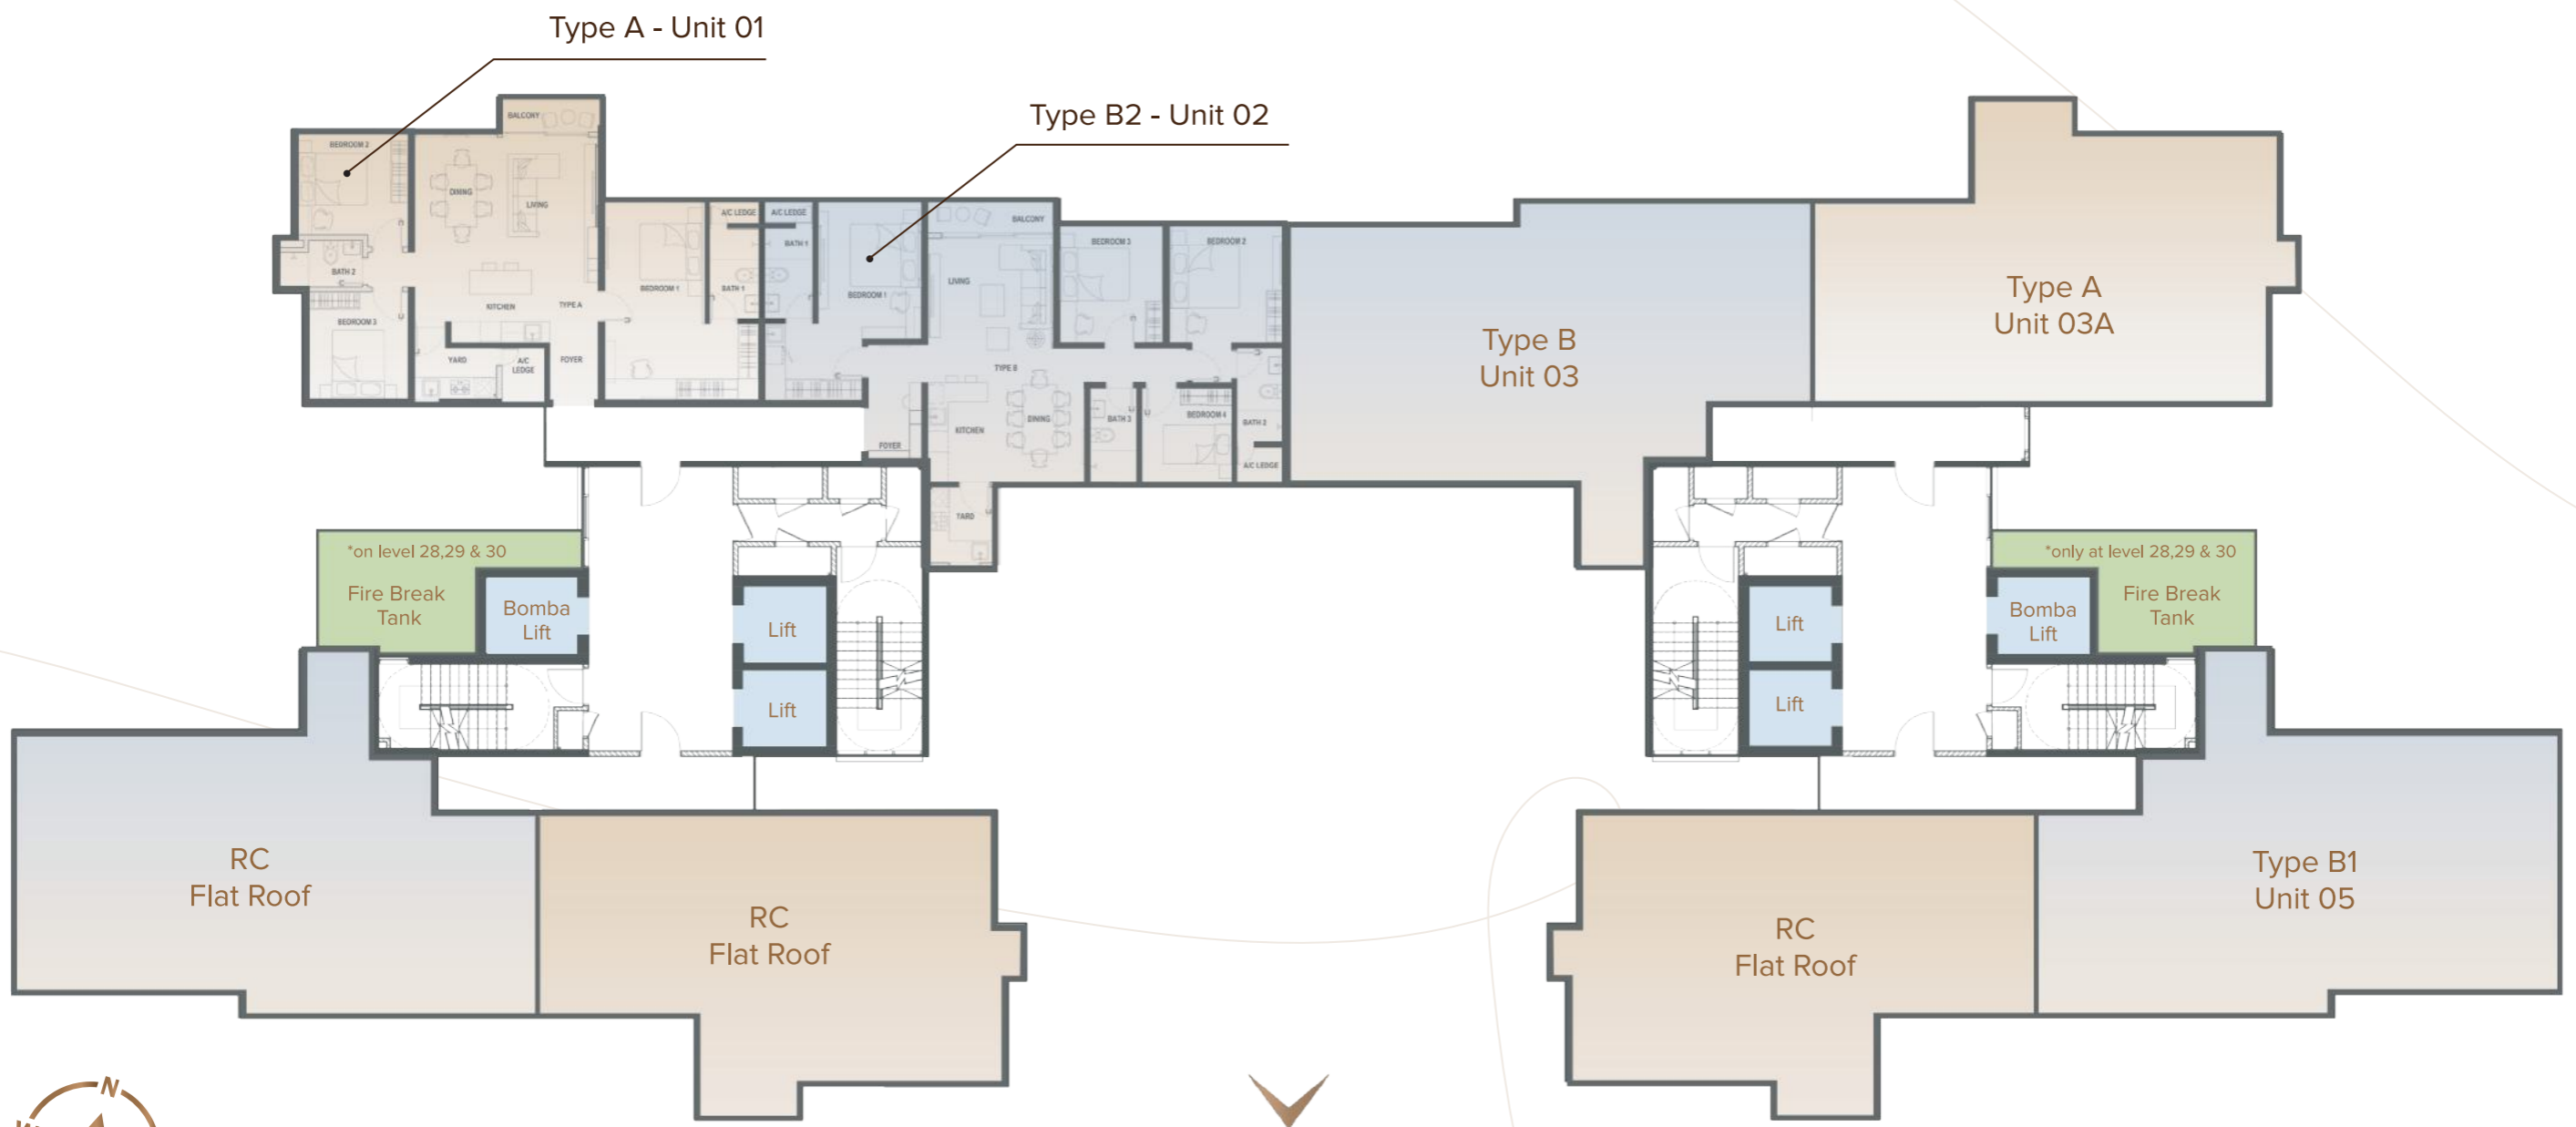 Type A - Unit 01
Type B2 - Unit 02
BALCONY
BEDROOM 2
DINING
LIVING
BATH 2
KITCHEN
TYPE A
BEDROOM 3
YARD
A/C
LEDGE
FOYER
BEDROOM 1
A/C LEDGE
BATH 1
A/C LEDGE
BATH 1
BEDROOM 1
BALCONY
LIVING
BEDROOM 3
BEDROOM 2
TYPE B
DINING
KITCHEN
FOYER
BATH 3
BEDROOM 4
BATH 2
A/C LEDGE
YARD
Type B
Unit 03
Type A
Unit 03A
*on level 28,29 & 30
Fire Break
Tank
Bomba
Lift
Lift
Lift
Lift
Lift
Bomba
Lift
*only at level 28,29 & 30
Fire Break
Tank
RC
Flat Roof
RC
Flat Roof
RC
Flat Roof
Type B1
Unit 05
N